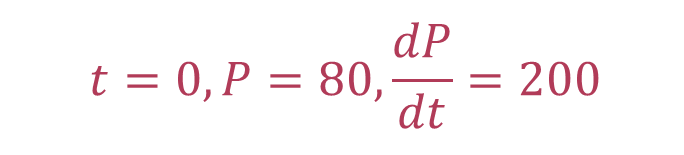 t = 0, P = 80, dP/dt = 200